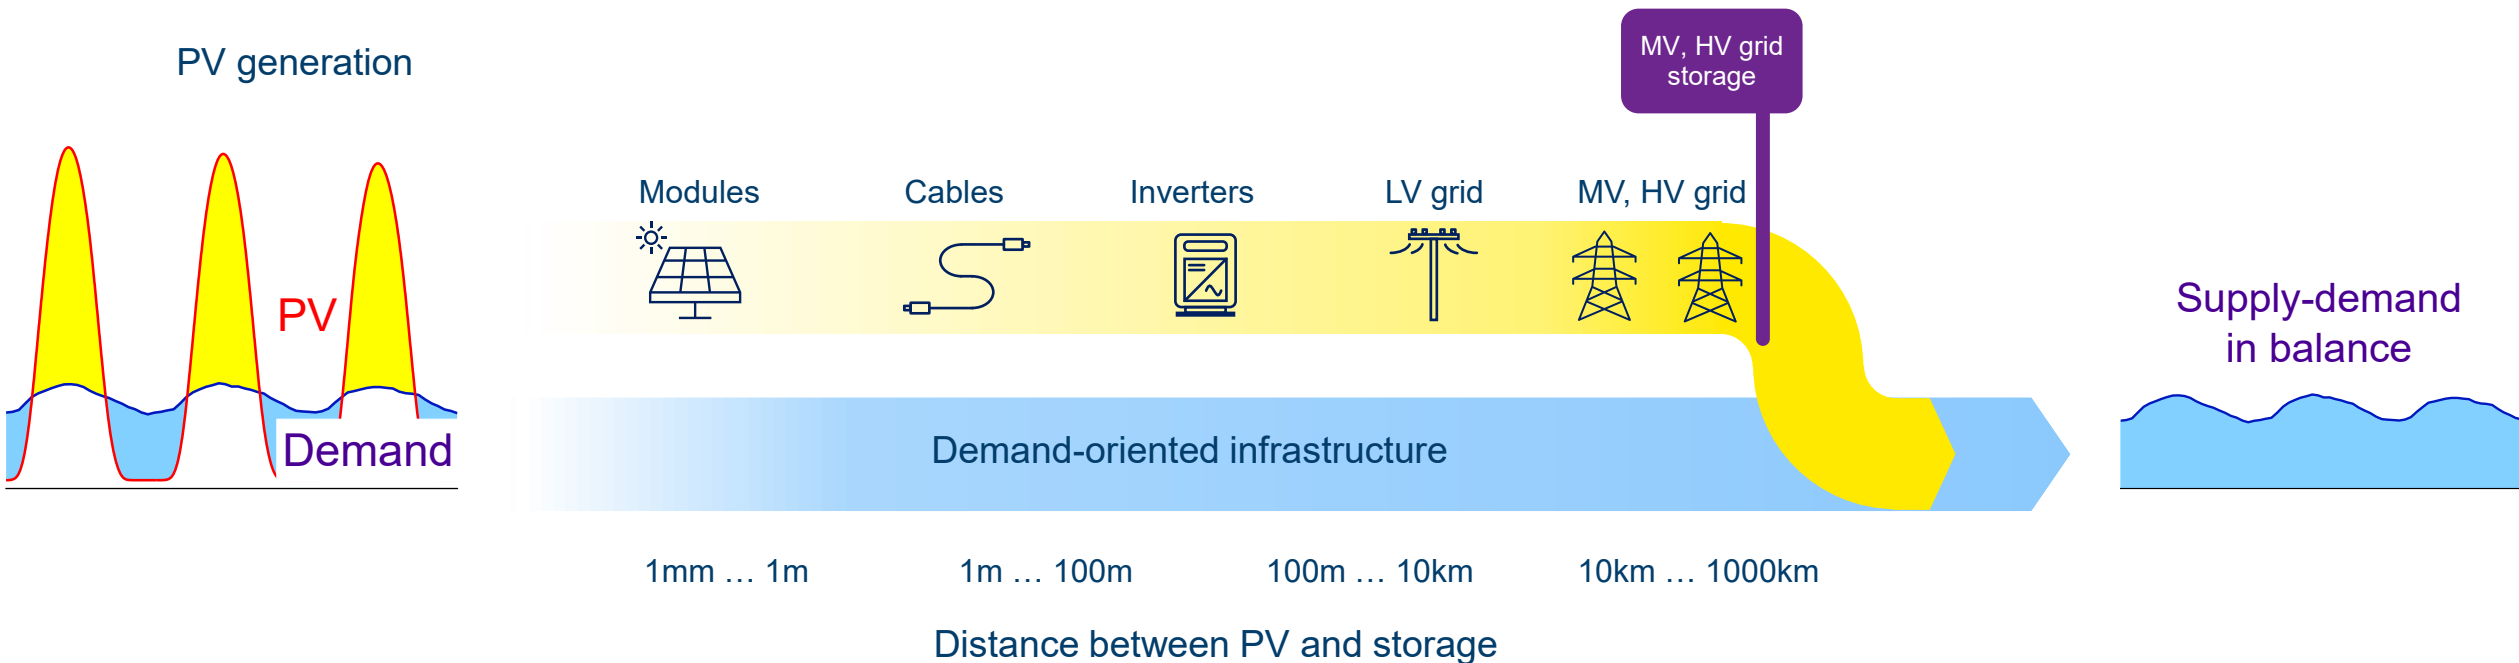 PV generation
MV, HV grid
storage
Modules
Cables
Inverters
LV grid
MV, HV grid
PV
Demand
Supply-demand
in balance
Demand-oriented infrastructure
1mm … 1m
1m … 100m
100m … 10km
10km … 1000km
Distance between PV and storage